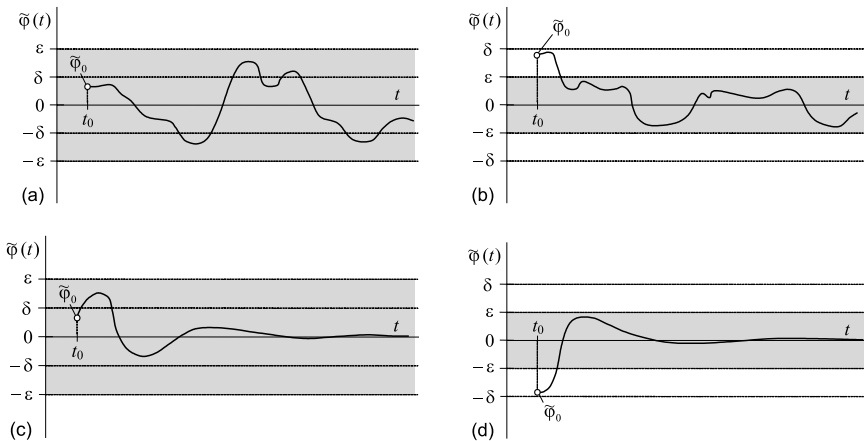 φ̃(t)
ε
δ
φ̃₀
0
t
t₀
−δ
−ε
(a)
φ̃(t)
δ
φ̃₀
ε
0
t
t₀
−ε
−δ
(b)
φ̃(t)
ε
φ̃₀
δ
0
t
t₀
−δ
−ε
(c)
φ̃(t)
δ
ε
t₀
t
0
−ε
−δ
φ̃₀
(d)